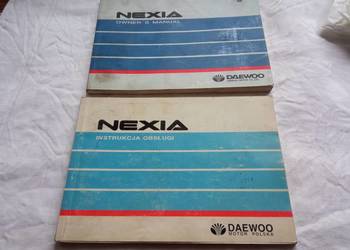 NEXIA
OWNER'S MANUAL
DAEWOO
NEXIA
INSTRUKCJA OBSŁUGI
DAEWOO
MOTOR POLSKA